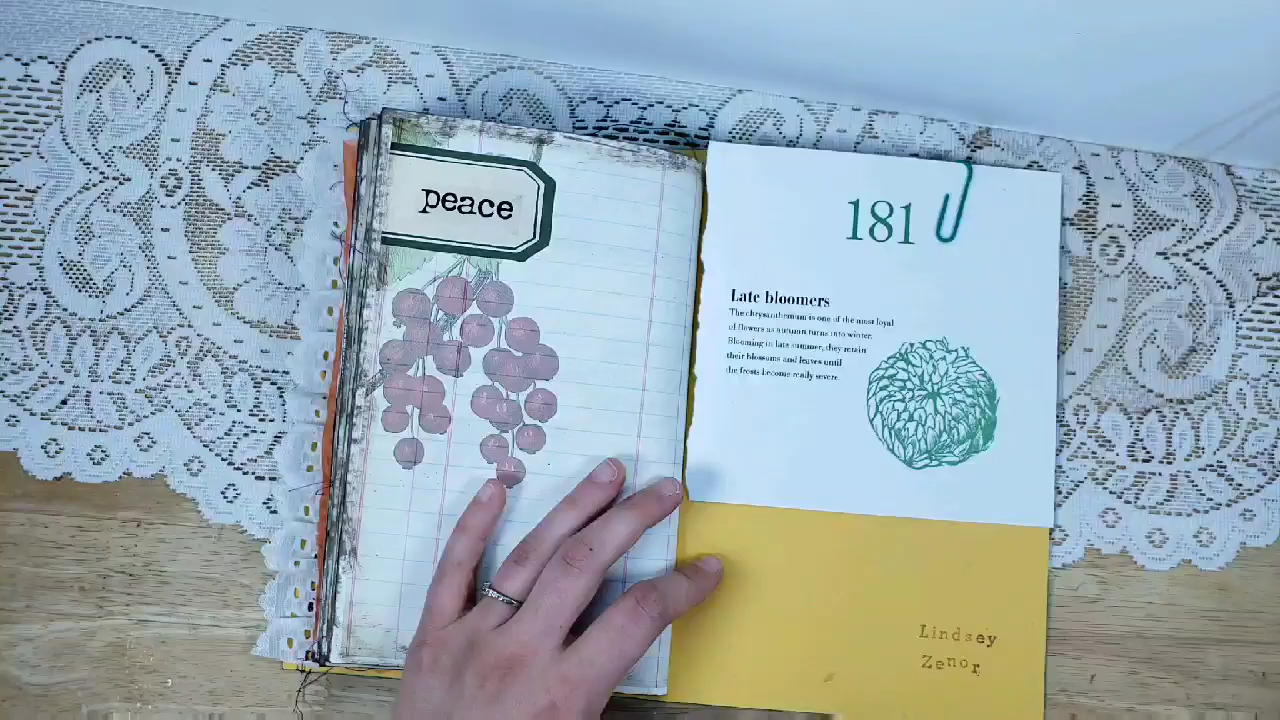 peace
181
Late bloomers
The chrysanthemum is one of the most loyal
of flowers as autumn turns into winter.
Blooming in late summer, they retain
their blossoms and leaves until
the frosts become really severe.
Lindsey
Zenor